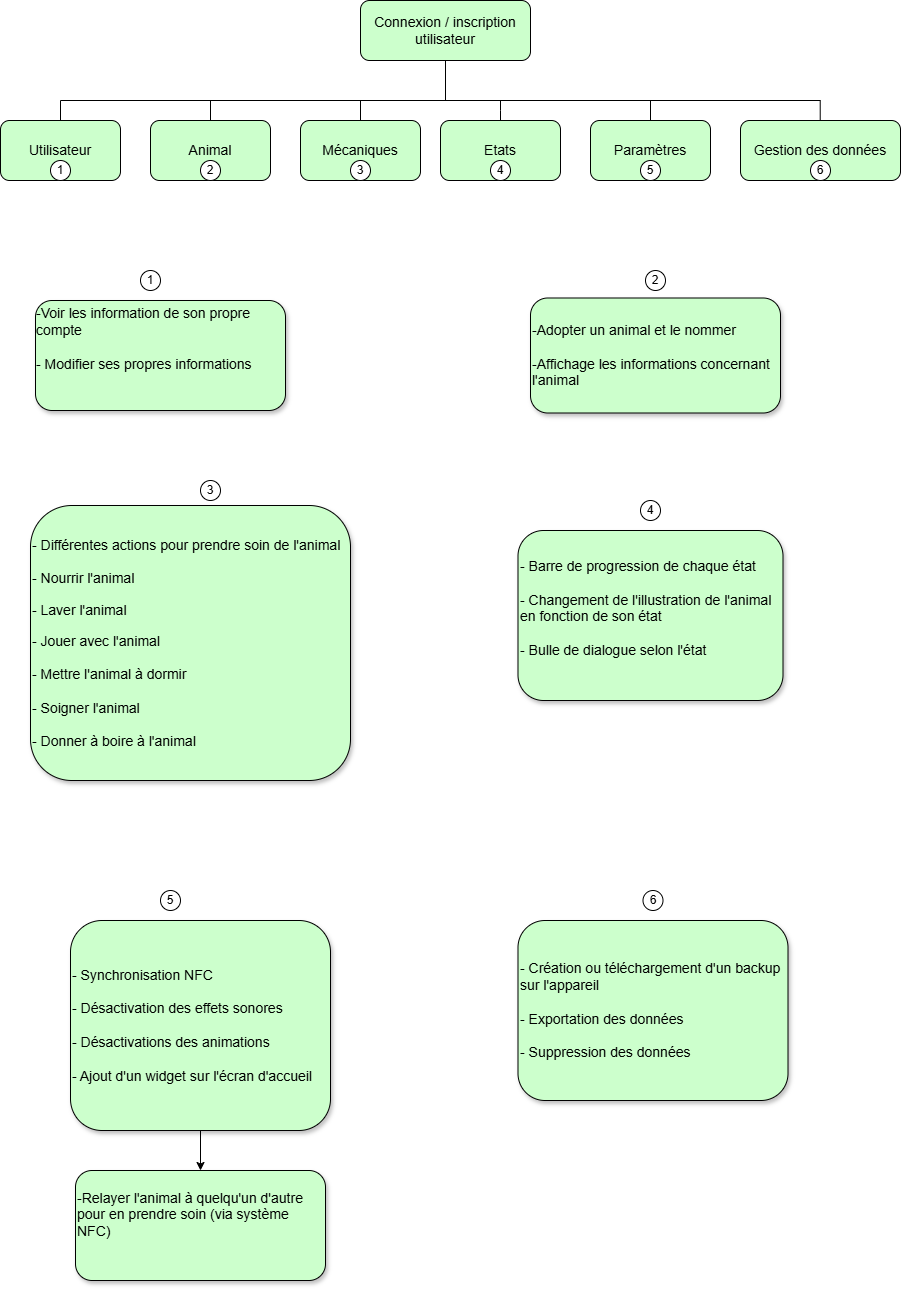 Connexion / inscription
utilisateur
Utilisateur
1
Animal
2
Mécaniques
3
Etats
4
Paramètres
5
Gestion des données
6
1
-Voir les information de son propre
compte
- Modifier ses propres informations
2
-Adopter un animal et le nommer
-Affichage les informations concernant
l'animal
3
- Différentes actions pour prendre soin de l'animal
- Nourrir l'animal
- Laver l'animal
- Jouer avec l'animal
- Mettre l'animal à dormir
- Soigner l'animal
- Donner à boire à l'animal
4
- Barre de progression de chaque état
- Changement de l'illustration de l'animal
en fonction de son état
- Bulle de dialogue selon l'état
5
- Synchronisation NFC
- Désactivation des effets sonores
- Désactivations des animations
- Ajout d'un widget sur l'écran d'accueil
-Relayer l'animal à quelqu'un d'autre
pour en prendre soin (via système
NFC)
6
- Création ou téléchargement d'un backup
sur l'appareil
- Exportation des données
- Suppression des données